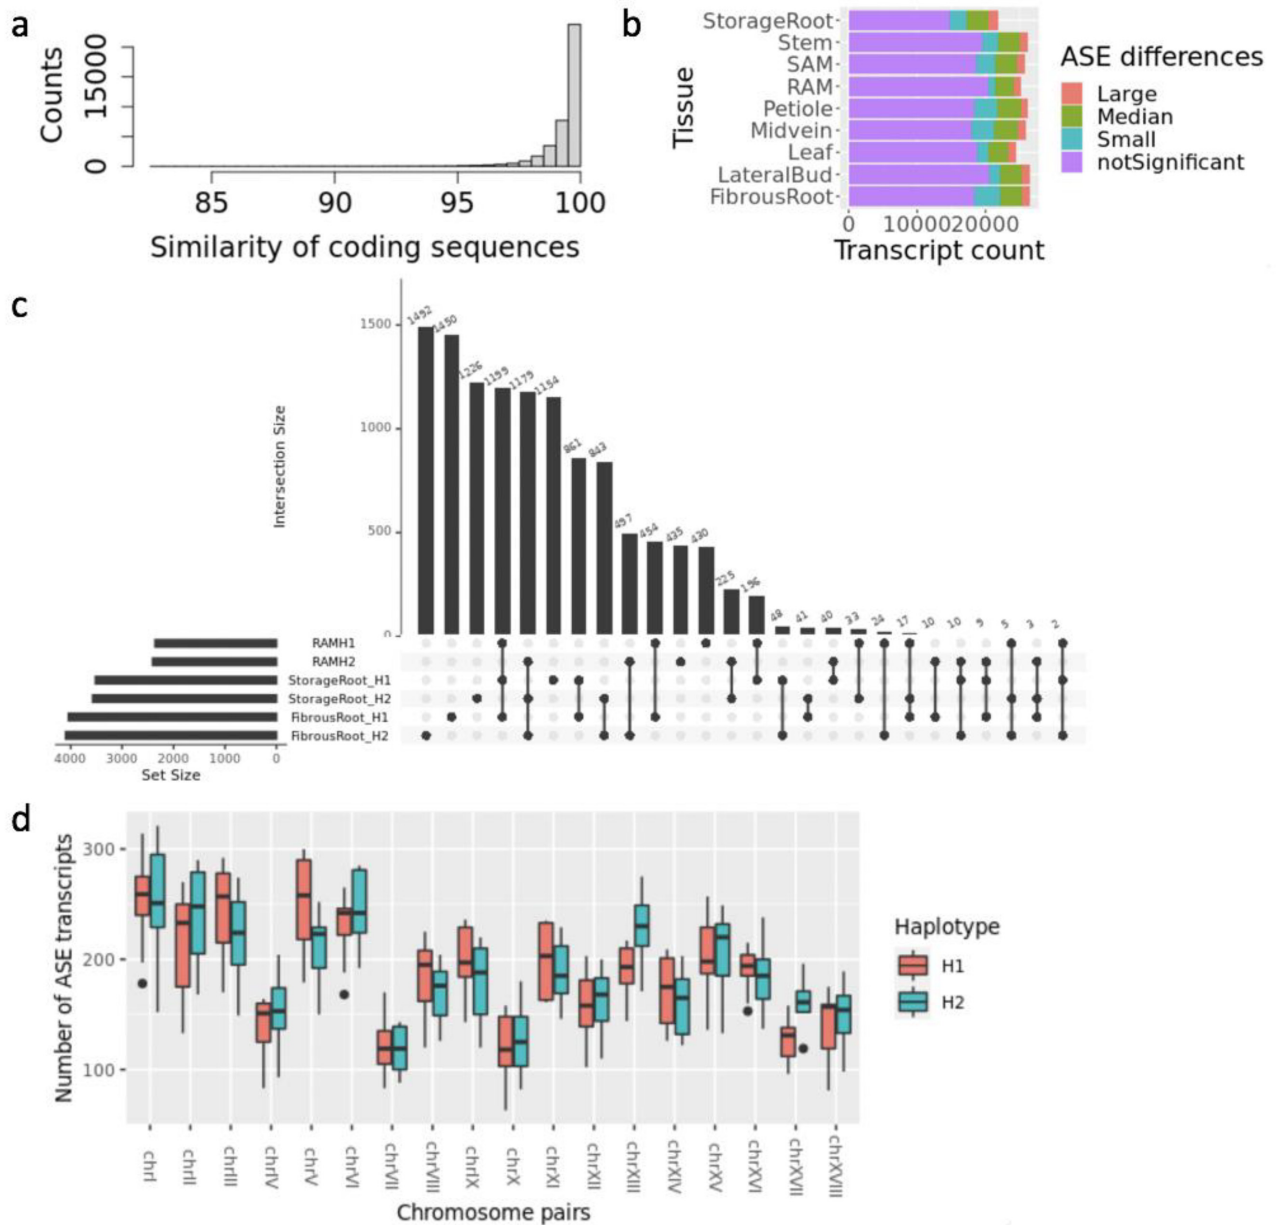 a
Counts
15000
0
85 90 95 100
Similarity of coding sequences
b
Tissue
StorageRoot
Stem
SAM
RAM
Petiole
Midvein
Leaf
LateralBud
FibrousRoot
0 10000 20000
Transcript count
ASE differences
Large
Median
Small
notSignificant
c
Intersection Size
1500
1000
500
0
1492 1450 1226 1199 1179 1154 861 843 497 454 435 430 225 196 48 41 40 33 24 17 10 10 9 5 3 2
RAMH1
RAMH2
StorageRoot_H1
StorageRoot_H2
FibrousRoot_H1
FibrousRoot_H2
4000 3000 2000 1000 0
Set Size
d
Number of ASE transcripts
300
200
100
chrI chrII chrIII chrIV chrV chrVI chrVII chrVIII chrIX chrX chrXI chrXII chrXIII chrXIV chrXV chrXVI chrXVII chrXVIII
Chromosome pairs
Haplotype
H1
H2